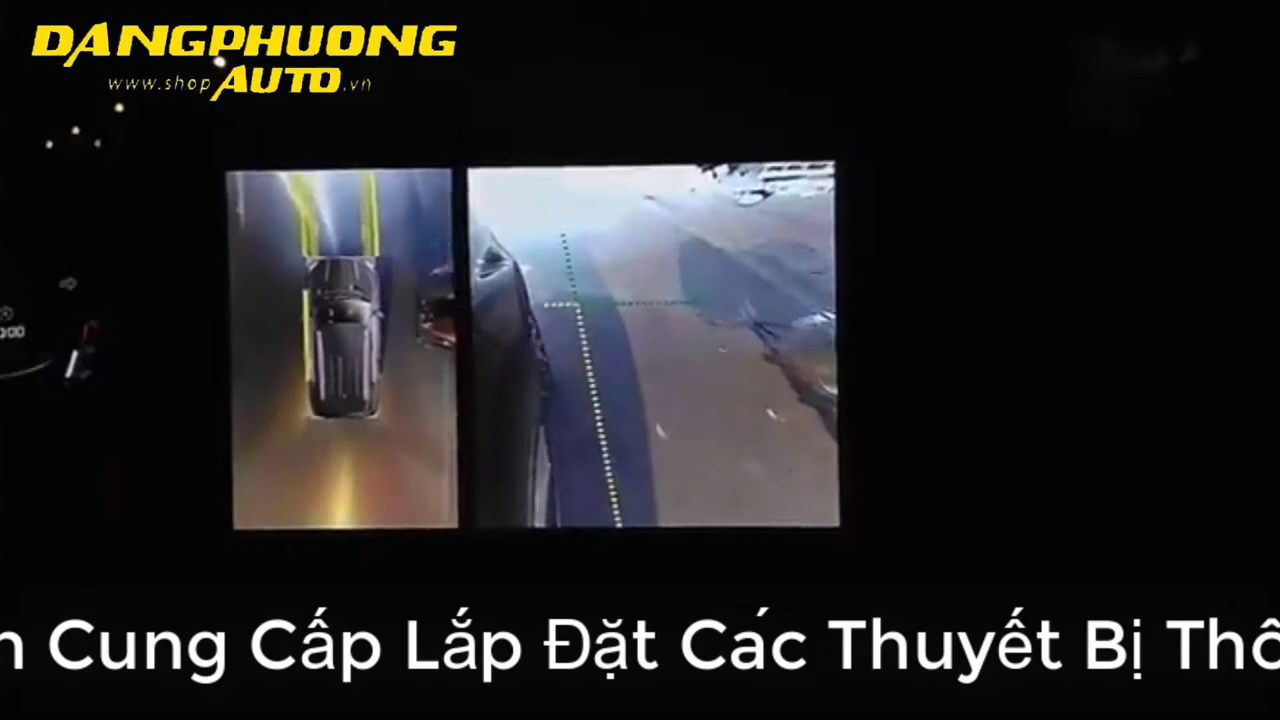 DANGPHUONG
www.shop AUTO.vn
Cung Cấp Lắp Đặt Các Thuyết Bị Thô